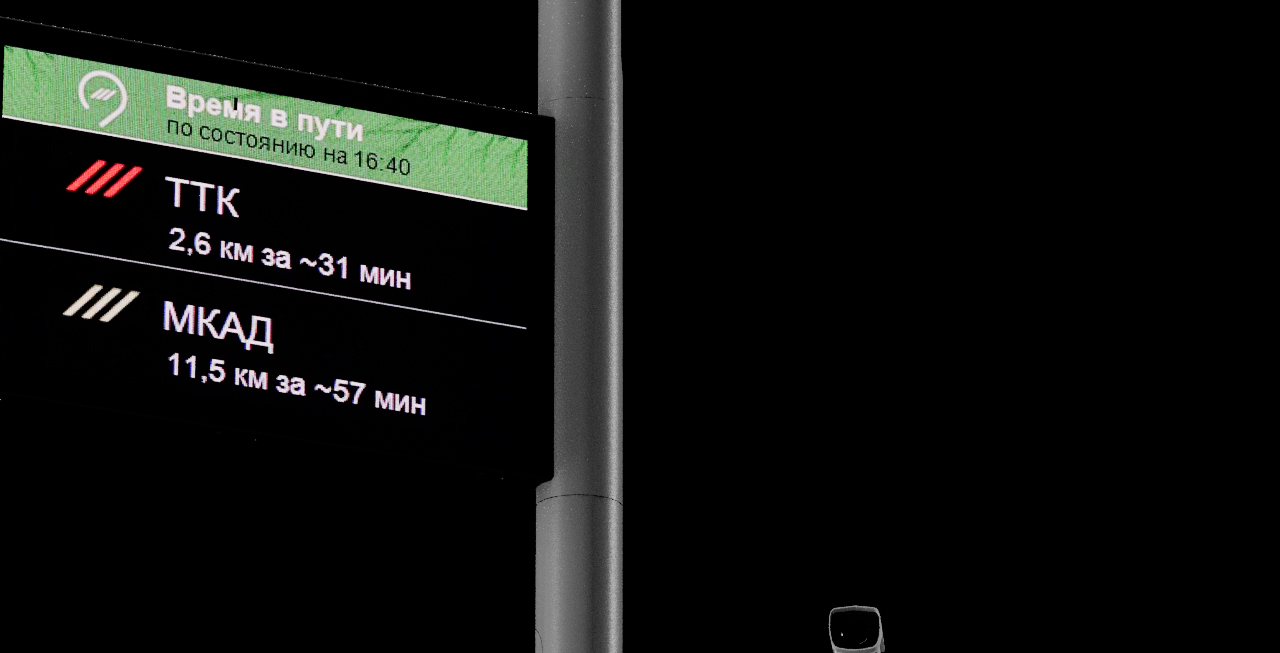 Время в пути
по состоянию на 16:40
ТТК
2,6 км за ~31 мин
МКАД
11,5 км за ~57 мин